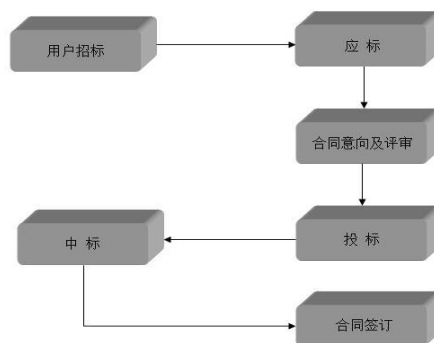 用户招标
应 标
合同意向及评审
投 标
中 标
合同签订